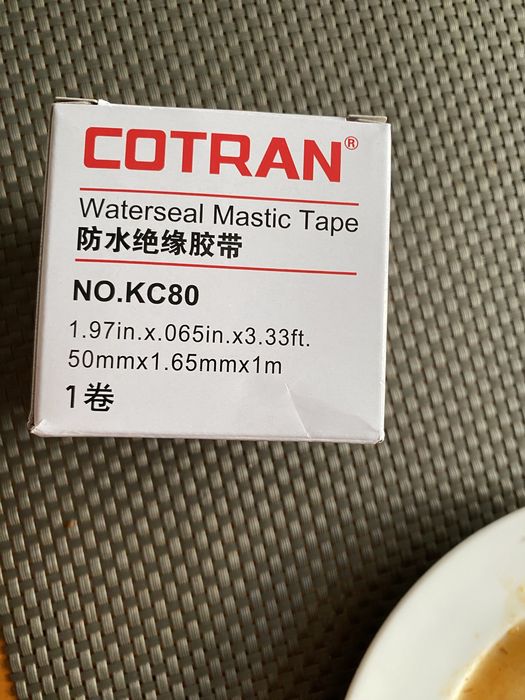 COTRAN®
Waterseal Mastic Tape
防水绝缘胶带
NO.KC80
1.97in.x.065in.x3.33ft.
50mmx1.65mmx1m
1卷